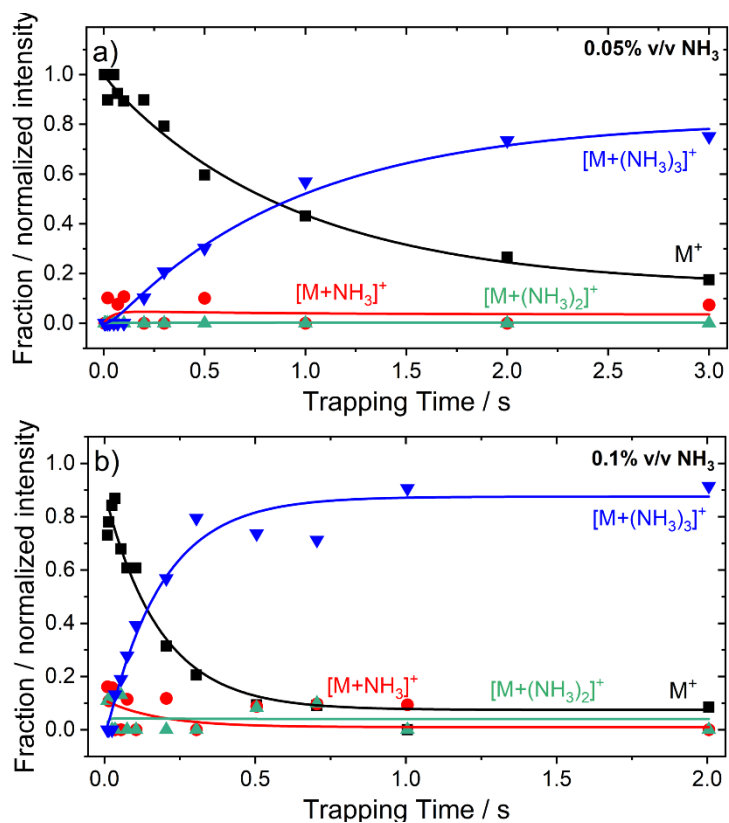 a)
0.05% v/v NH₃
Fraction / normalized intensity
1.0
0.8
0.6
0.4
0.2
0.0
[M+(NH₃)₃]⁺
M⁺
[M+NH₃]⁺
[M+(NH₃)₂]⁺
0.0 0.5 1.0 1.5 2.0 2.5 3.0
Trapping Time / s
b)
0.1% v/v NH₃
Fraction / normalized intensity
1.0
0.8
0.6
0.4
0.2
0.0
[M+(NH₃)₃]⁺
[M+NH₃]⁺
[M+(NH₃)₂]⁺
M⁺
0.0 0.5 1.0 1.5 2.0
Trapping Time / s